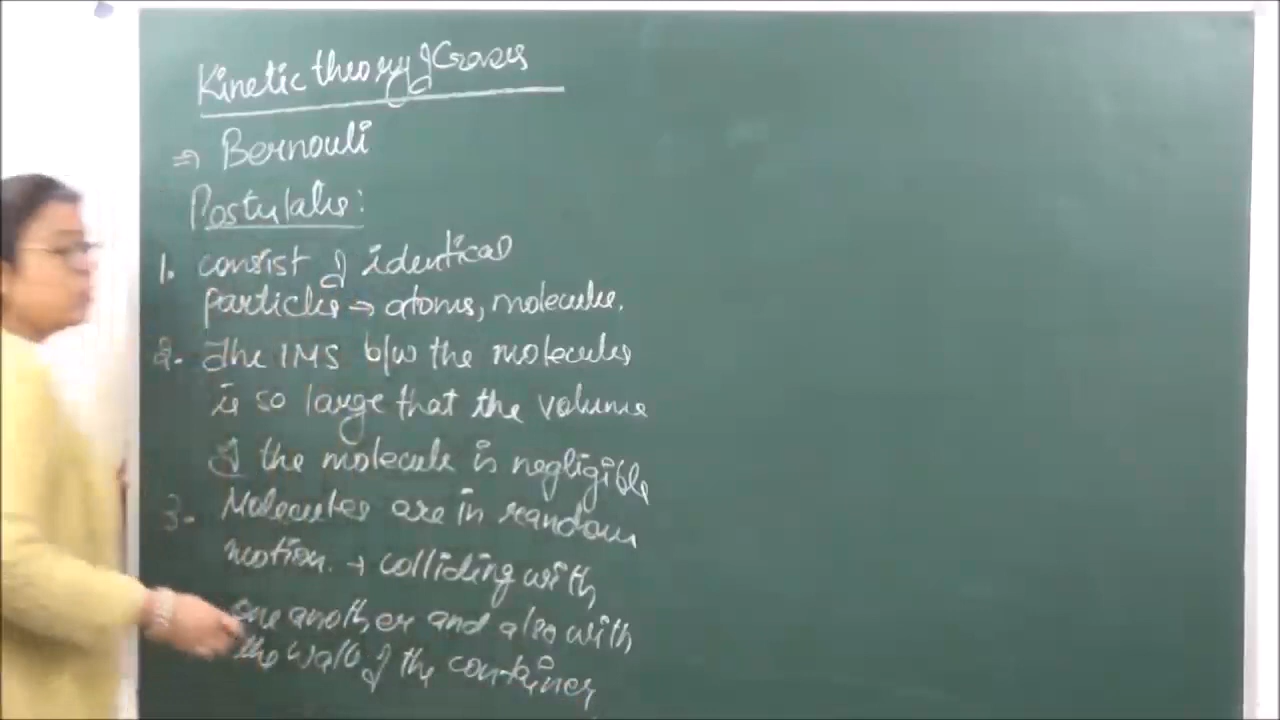 Kinetic theory of Gases
⇒ Bernouli
Postulates:
1. consist of identical
particles → atoms, molecules.
2. The IMS b/w the molecules
is so large that the volume
of the molecule is negligible
3. Molecules are in random
motion. → colliding with
one another and also with
the walls of the container